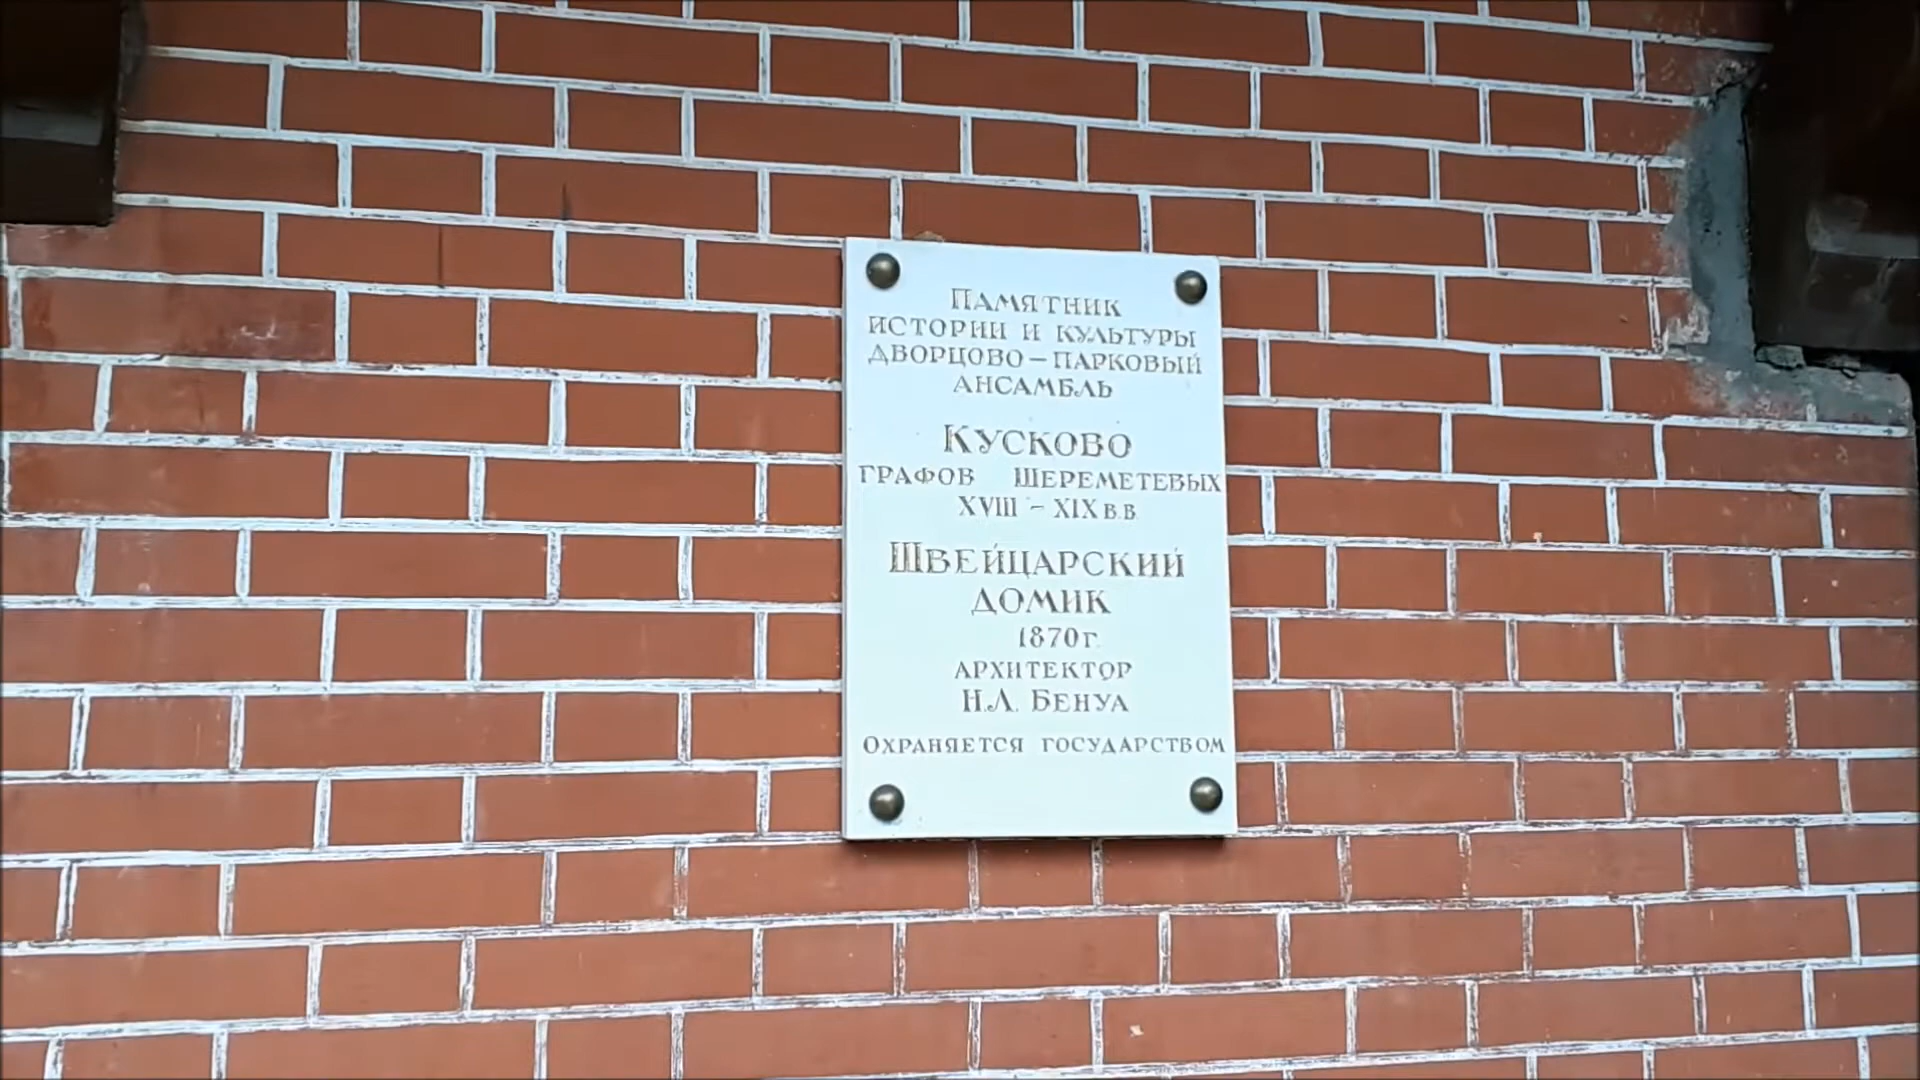 Памятник
истории и культуры
дворцово – парковый
ансамбль
Кусково
графов Шереметевых
XVIII – XIX в.в.
Швейцарский
домик
1870 г.
архитектор
Н.Л. Бенуа
Охраняется государством